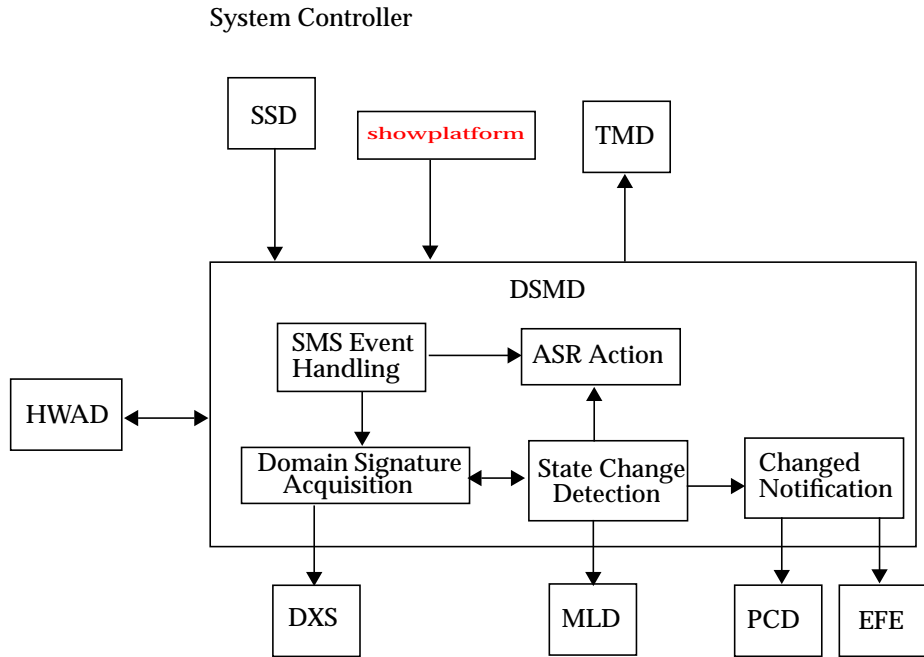 System Controller
SSD
showplatform
TMD
DSMD
SMS Event
Handling
ASR Action
HWAD
Domain Signature
Acquisition
State Change
Detection
Changed
Notification
DXS
MLD
PCD
EFE